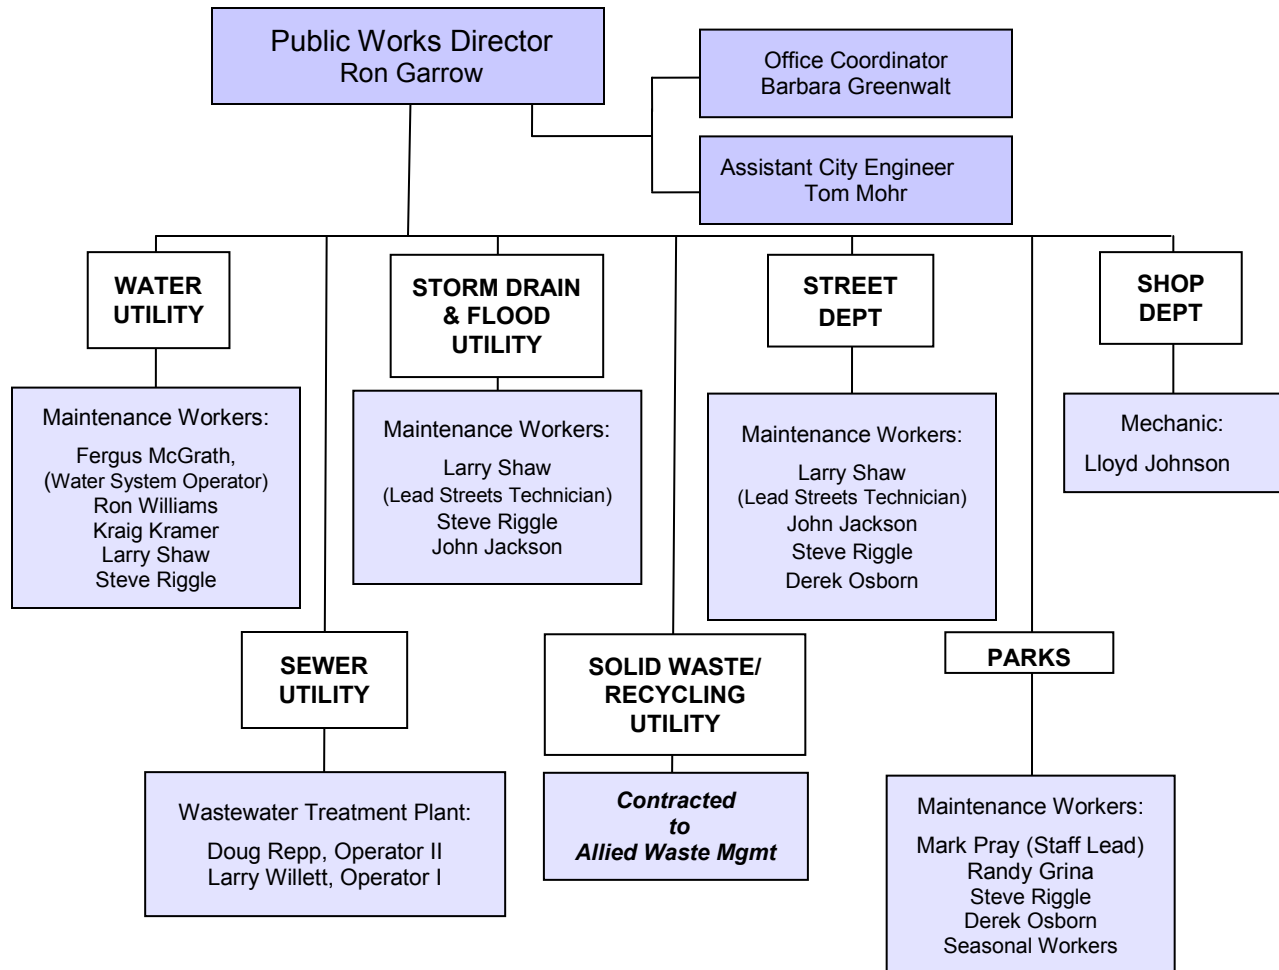 Public Works Director
Ron Garrow
Office Coordinator
Barbara Greenwalt
Assistant City Engineer
Tom Mohr
WATER
UTILITY
STORM DRAIN
& FLOOD
UTILITY
STREET
DEPT
SHOP
DEPT
Maintenance Workers:
Fergus McGrath,
(Water System Operator)
Ron Williams
Kraig Kramer
Larry Shaw
Steve Riggle
Maintenance Workers:
Larry Shaw
(Lead Streets Technician)
Steve Riggle
John Jackson
Maintenance Workers:
Larry Shaw
(Lead Streets Technician)
John Jackson
Steve Riggle
Derek Osborn
Mechanic:
Lloyd Johnson
SEWER
UTILITY
SOLID WASTE/
RECYCLING
UTILITY
PARKS
Wastewater Treatment Plant:
Doug Repp, Operator II
Larry Willett, Operator I
Contracted
to
Allied Waste Mgmt
Maintenance Workers:
Mark Pray (Staff Lead)
Randy Grina
Steve Riggle
Derek Osborn
Seasonal Workers